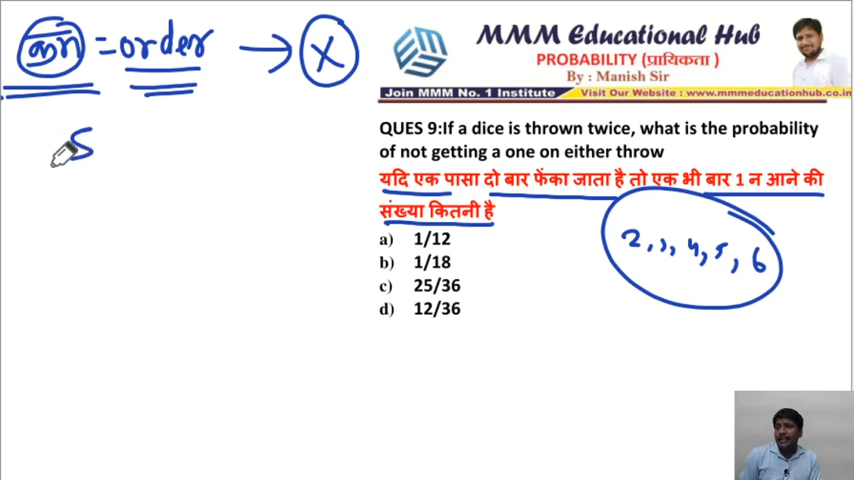 क्रम = order → X
5
MMM Educational Hub
PROBABILITY (प्रायिकता )
By : Manish Sir
Join MMM No. 1 Institute Visit Our Website : www.mmmeducationhub.co.in
QUES 9:If a dice is thrown twice, what is the probability
of not getting a one on either throw
यदि एक पासा दो बार फेंका जाता है तो एक भी बार 1 न आने की
संख्या कितनी है
a) 1/12
b) 1/18
c) 25/36
d) 12/36
2, 3, 4, 5, 6